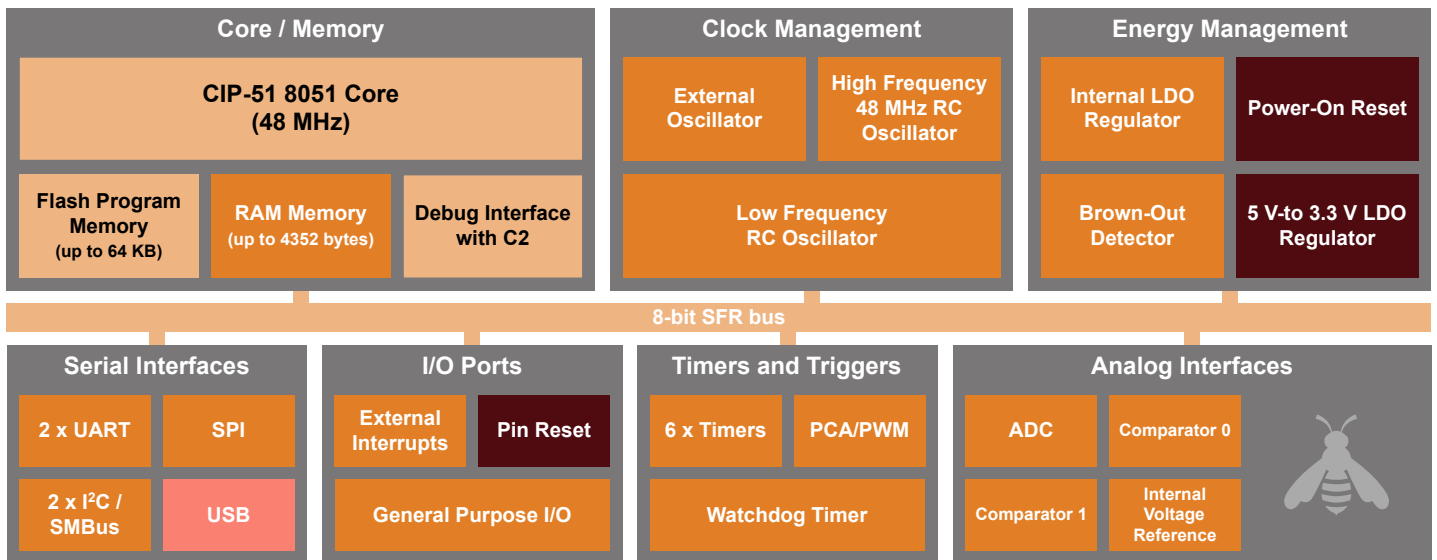 Core / Memory
CIP-51 8051 Core
(48 MHz)
Flash Program
Memory
(up to 64 KB)
RAM Memory
(up to 4352 bytes)
Debug Interface
with C2
Clock Management
External
Oscillator
High Frequency
48 MHz RC
Oscillator
Low Frequency
RC Oscillator
Energy Management
Internal LDO
Regulator
Power-On Reset
Brown-Out
Detector
5 V-to 3.3 V LDO
Regulator
8-bit SFR bus
Serial Interfaces
2 x UART
SPI
2 x I²C /
SMBus
USB
I/O Ports
External
Interrupts
Pin Reset
General Purpose I/O
Timers and Triggers
6 x Timers
PCA/PWM
Watchdog Timer
Analog Interfaces
ADC
Comparator 0
Comparator 1
Internal
Voltage
Reference